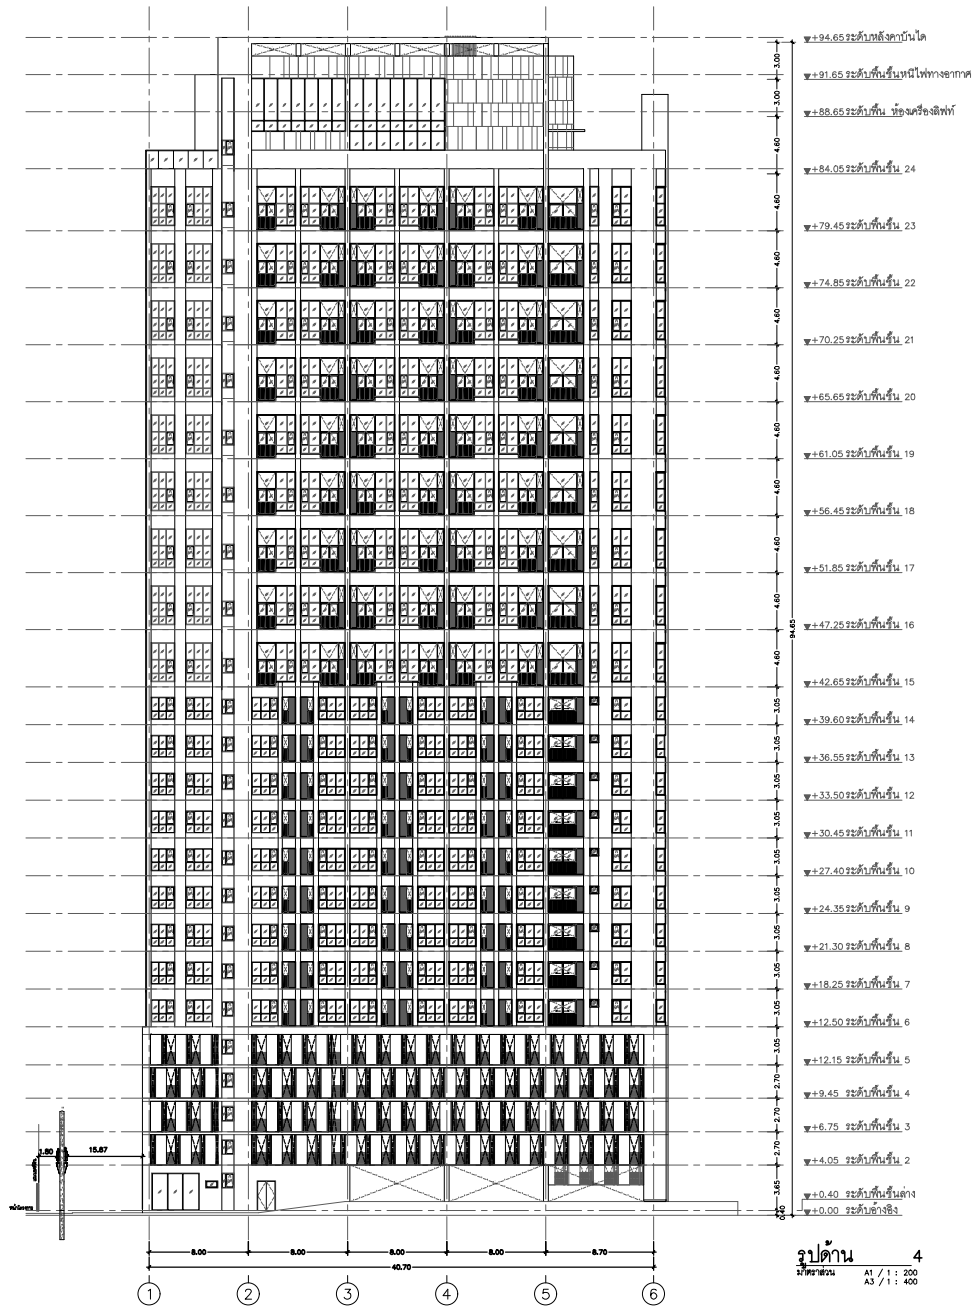 +94.65 ระดับหลังคาบันได
+91.65 ระดับพื้นชั้นหนีไฟทางอากาศ
+88.65 ระดับพื้น ห้องเครื่องลิฟท์
+84.05 ระดับพื้นชั้น 24
+79.45 ระดับพื้นชั้น 23
+74.85 ระดับพื้นชั้น 22
+70.25 ระดับพื้นชั้น 21
+65.65 ระดับพื้นชั้น 20
+61.05 ระดับพื้นชั้น 19
+56.45 ระดับพื้นชั้น 18
+51.85 ระดับพื้นชั้น 17
+47.25 ระดับพื้นชั้น 16
+42.65 ระดับพื้นชั้น 15
+39.60 ระดับพื้นชั้น 14
+36.55 ระดับพื้นชั้น 13
+33.50 ระดับพื้นชั้น 12
+30.45 ระดับพื้นชั้น 11
+27.40 ระดับพื้นชั้น 10
+24.35 ระดับพื้นชั้น 9
+21.30 ระดับพื้นชั้น 8
+18.25 ระดับพื้นชั้น 7
+12.50 ระดับพื้นชั้น 6
+12.15 ระดับพื้นชั้น 5
+9.45 ระดับพื้นชั้น 4
+6.75 ระดับพื้นชั้น 3
+4.05 ระดับพื้นชั้น 2
+0.40 ระดับพื้นชั้นล่าง
+0.00 ระดับอ้างอิง
3.00
3.00
4.60
4.60
4.60
4.60
4.60
4.60
4.60
4.60
4.60
4.60
3.05
3.05
3.05
3.05
3.05
3.05
3.05
3.05
3.05
3.05
2.70
2.70
2.70
3.65
0.40
94.65
1.80 15.87
8.00 8.00 8.00 8.00 8.70
40.70
1 2 3 4 5 6
รูปด้าน 4
มาตราส่วน A1 / 1 : 200
A3 / 1 : 400